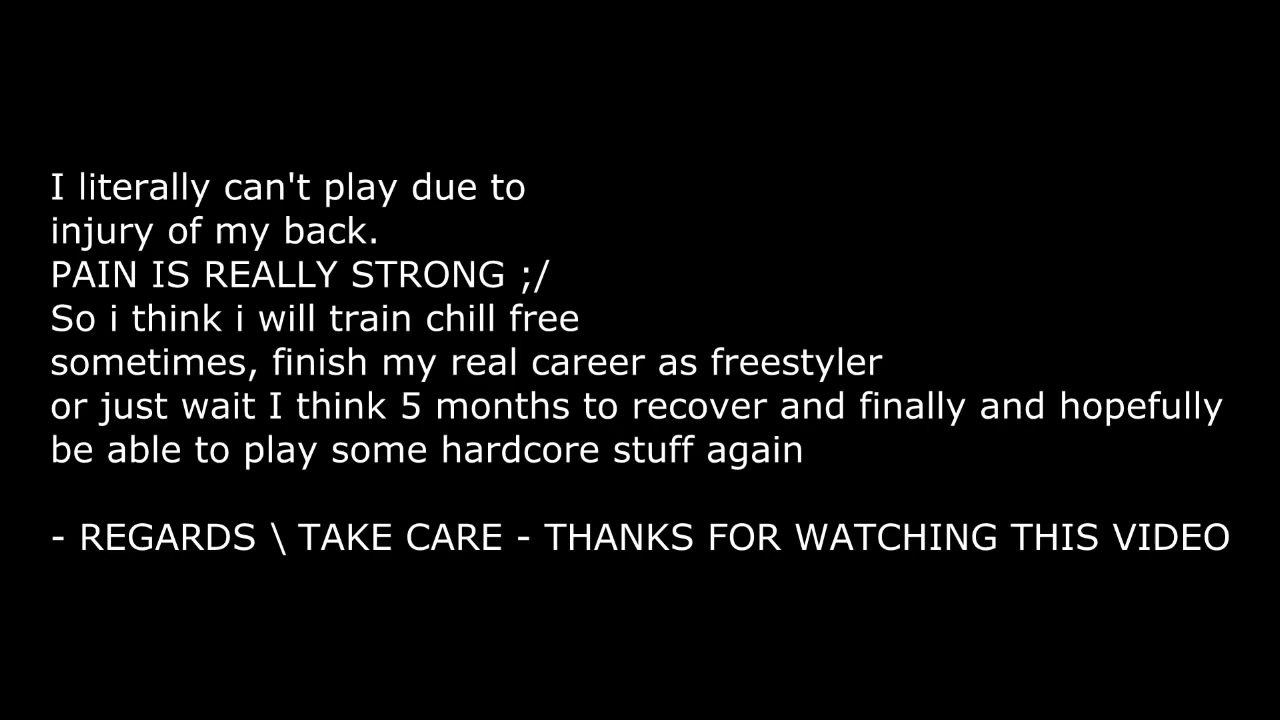 I literally can't play due to
injury of my back.
PAIN IS REALLY STRONG ;/
So i think i will train chill free
sometimes, finish my real career as freestyler
or just wait I think 5 months to recover and finally and hopefully
be able to play some hardcore stuff again
- REGARDS \ TAKE CARE - THANKS FOR WATCHING THIS VIDEO